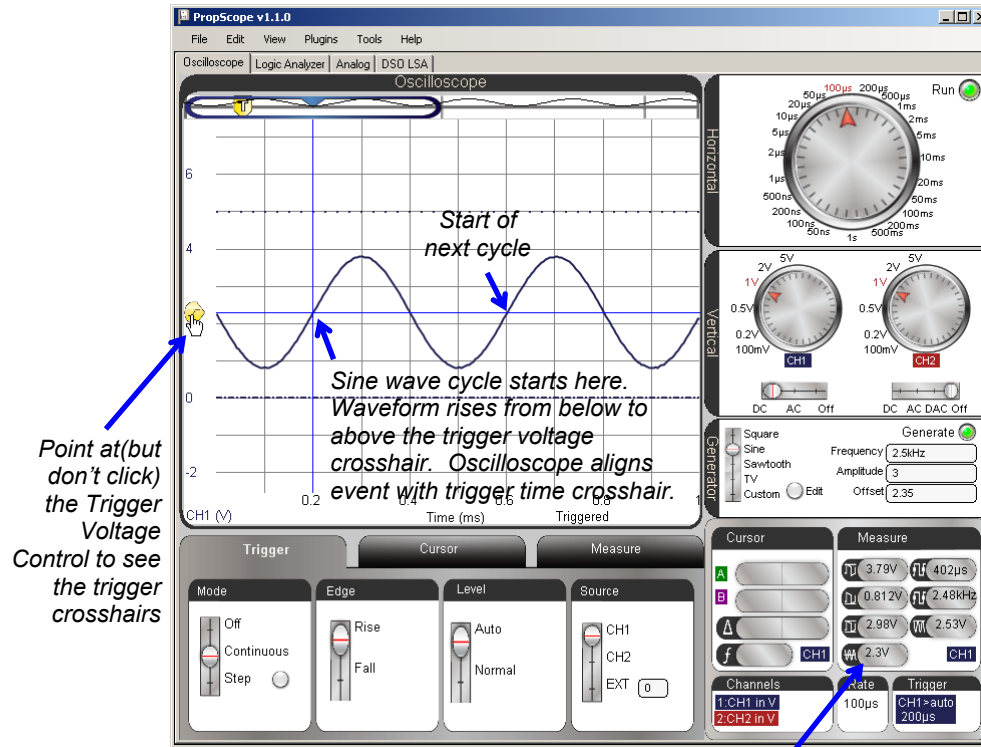 PropScope v1.1.0
File Edit View Plugins Tools Help
Oscilloscope Logic Analyzer Analog DSO LSA
Oscilloscope
T
6
4
0
-2
0.2 0.4 0.6 0.8 1
CH1 (V)
Time (ms)
Triggered
Start of
next cycle
Sine wave cycle starts here.
Waveform rises from below to
above the trigger voltage
crosshair. Oscilloscope aligns
event with trigger time crosshair.
Point at(but
don't click)
the Trigger
Voltage
Control to see
the trigger
crosshairs
Horizontal
Run
50ns
100ns
200ns
500ns
1µs
2µs
5µs
10µs
20µs
50µs
100µs
200µs
500µs
1ms
2ms
5ms
10ms
20ms
50ms
100ms
200ms
500ms
1s
Vertical
5V
2V
1V
0.5V
0.2V
100mV
CH1
DC AC Off
5V
2V
1V
0.5V
0.2V
100mV
CH2
DC AC DAC Off
Generator
Square
Sine
Sawtooth
TV
Custom
Edit
Generate
Frequency 2.5kHz
Amplitude 3
Offset 2.35
Trigger
Cursor
Measure
Mode
Off
Continuous
Step
Edge
Rise
Fall
Level
Auto
Normal
Source
CH1
CH2
EXT 0
Cursor
A
B
Δ
f
CH1
Measure
3.79V 402µs
0.812V 2.48kHz
2.98V 2.53V
2.3V
CH1
Channels
1:CH1 in V
2:CH2 in V
Rate
100µs
Trigger
CH1>auto
200µs